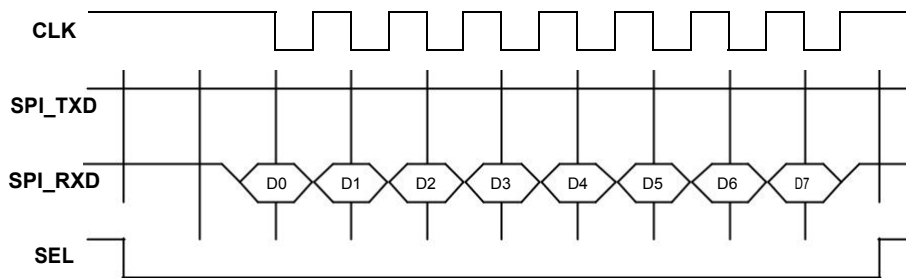 CLK
SPI_TXD
SPI_RXD D0 D1 D2 D3 D4 D5 D6 D7
SEL